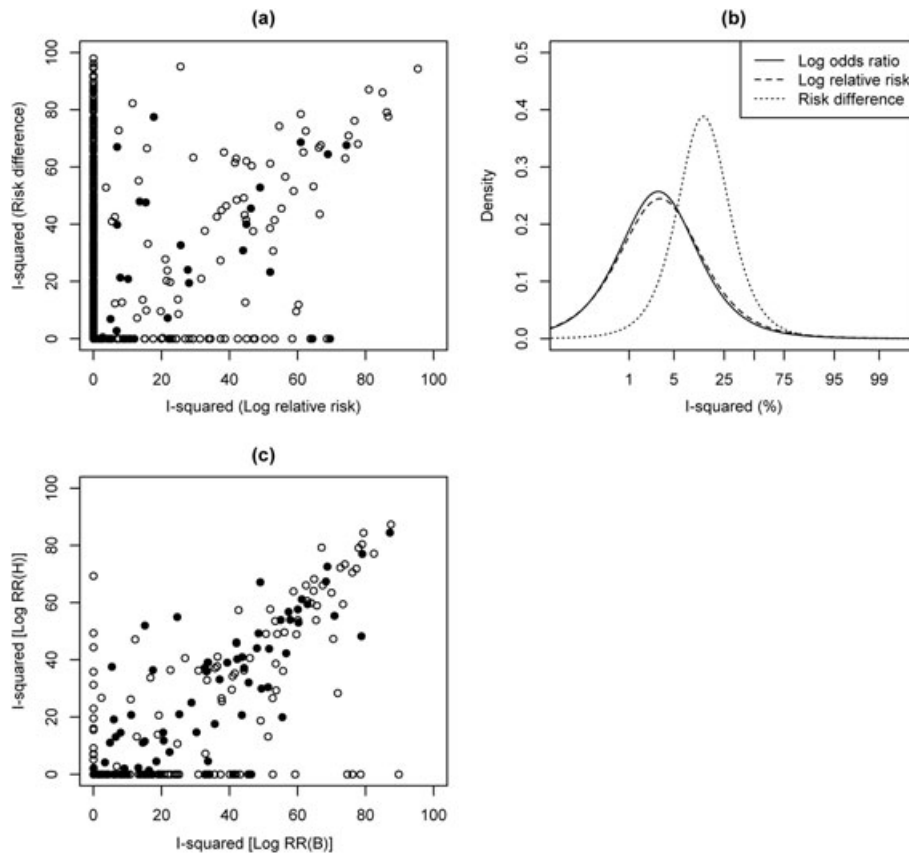 (a)
100
80
60
40
20
0
I-squared (Risk difference)
0 20 40 60 80 100
I-squared (Log relative risk)
(b)
0.5
0.4
0.3
0.2
0.1
0.0
Density
Log odds ratio
Log relative risk
Risk difference
1 5 25 75 95 99
I-squared (%)
(c)
100
80
60
40
20
0
I-squared [Log RR(H)]
0 20 40 60 80 100
I-squared [Log RR(B)]